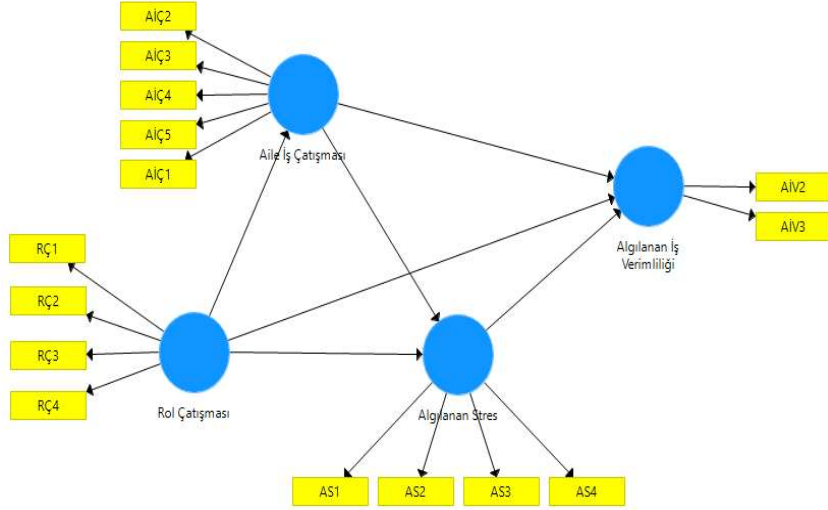 AİÇ2
AİÇ3
AİÇ4
AİÇ5
AİÇ1
Aile İş Çatışması
AİV2
AİV3
Algılanan İş
Verimliliği
RÇ1
RÇ2
RÇ3
RÇ4
Rol Çatışması
Algılanan Stres
AS1
AS2
AS3
AS4